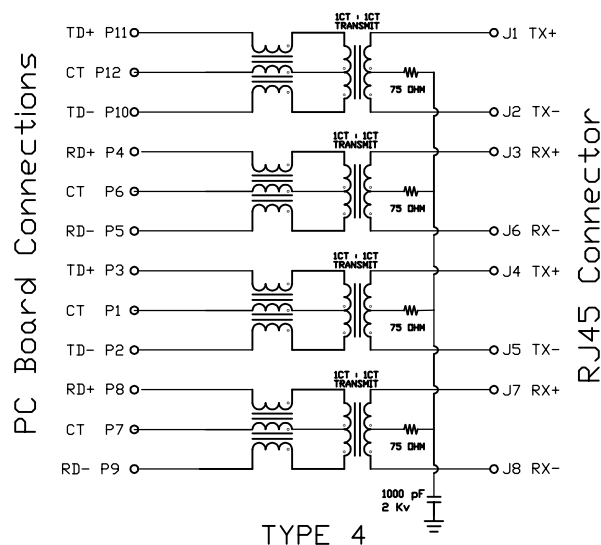 PC Board Connections
RJ45 Connector
1CT : 1CT
TRANSMIT
TD+ P11
J1 TX+
CT P12
75 OHM
TD- P10
J2 TX-
1CT : 1CT
TRANSMIT
RD+ P4
J3 RX+
CT P6
75 OHM
RD- P5
J6 RX-
1CT : 1CT
TRANSMIT
TD+ P3
J4 TX+
CT P1
75 OHM
TD- P2
J5 TX-
1CT : 1CT
TRANSMIT
RD+ P8
J7 RX+
CT P7
75 OHM
RD- P9
J8 RX-
1000 pF
2 Kv
TYPE 4